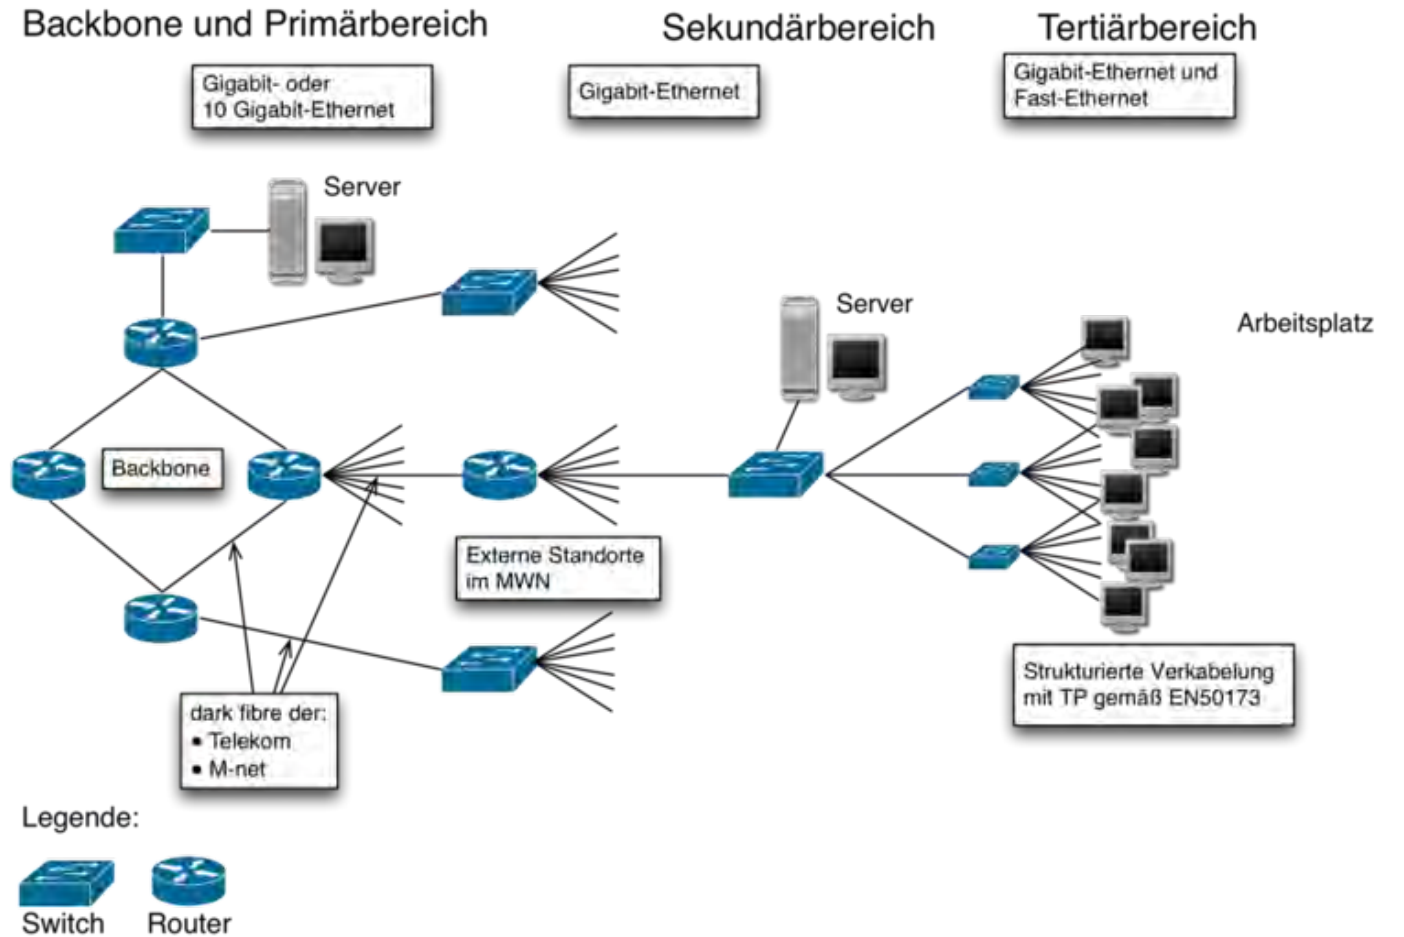 Backbone und Primärbereich
Sekundärbereich
Tertiärbereich
Gigabit- oder
10 Gigabit-Ethernet
Gigabit-Ethernet
Gigabit-Ethernet und
Fast-Ethernet
Server
Server
Arbeitsplatz
Backbone
Externe Standorte
im MWN
dark fibre der:
• Telekom
• M-net
Strukturierte Verkabelung
mit TP gemäß EN50173
Legende:
Switch
Router